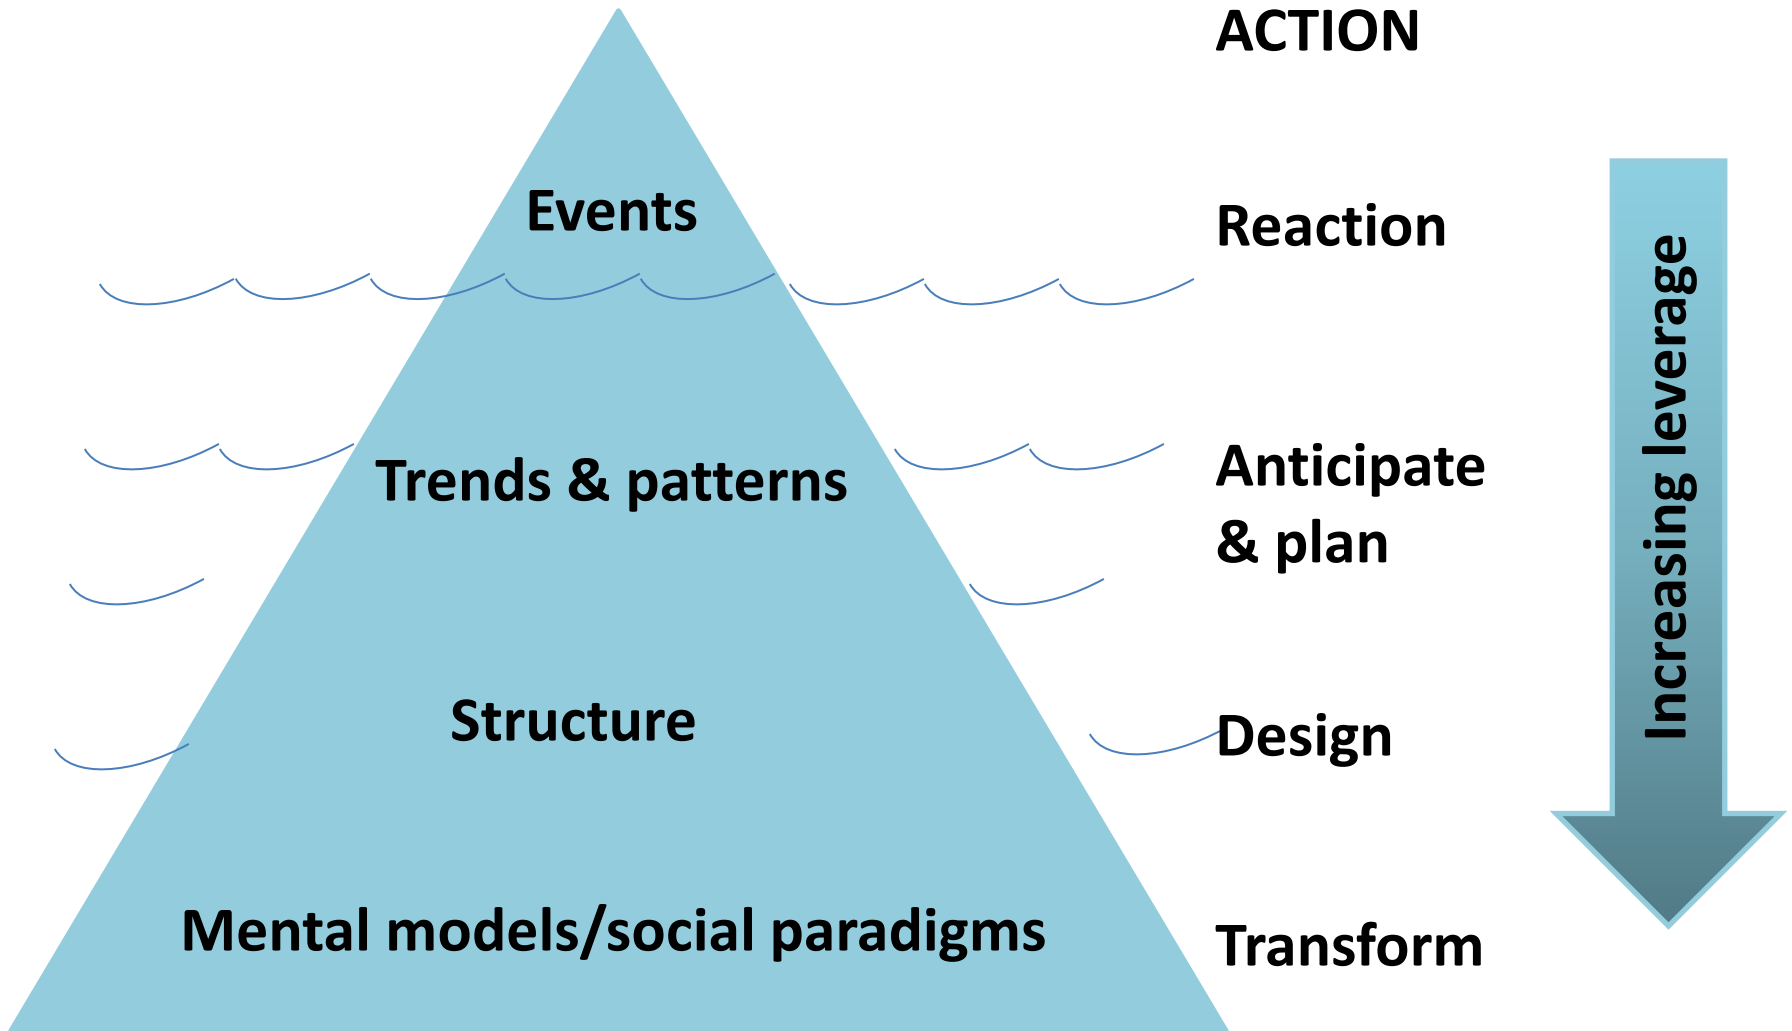 ACTION
Events
Reaction
Trends & patterns
Anticipate
& plan
Structure
Design
Mental models/social paradigms
Transform
Increasing leverage